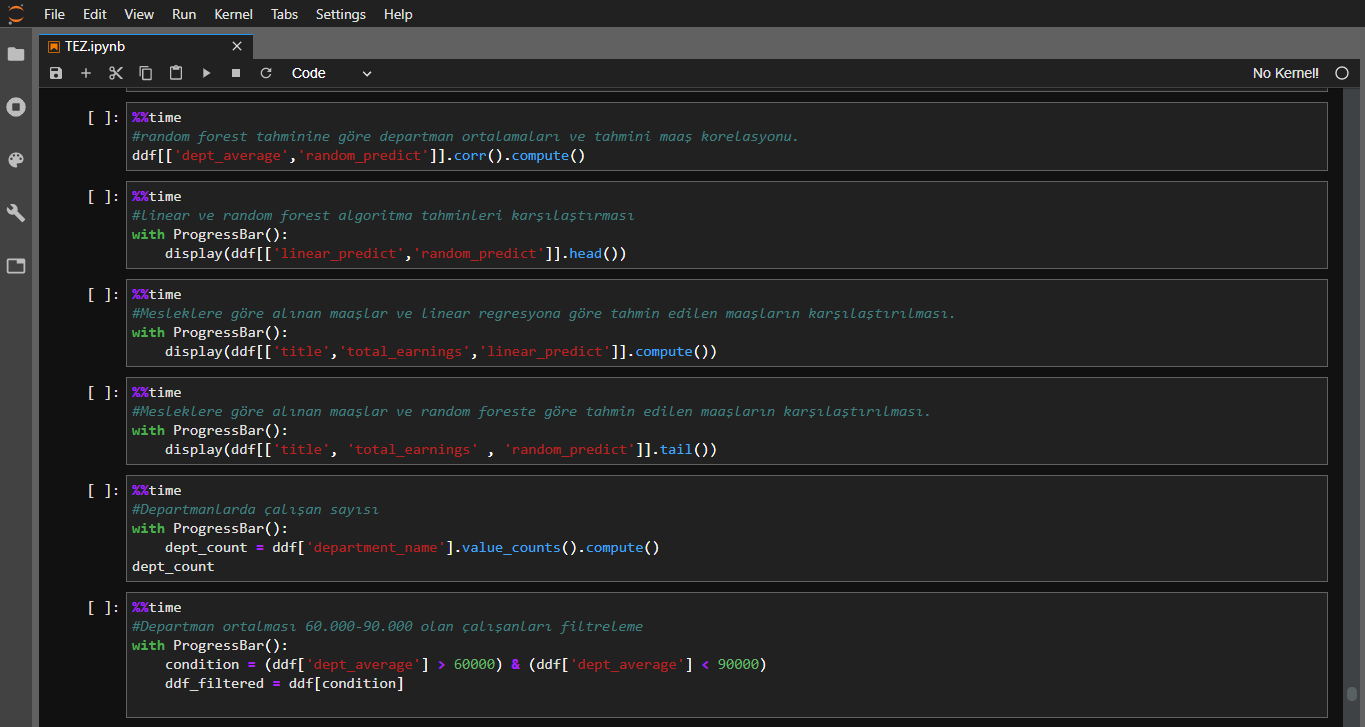 File Edit View Run Kernel Tabs Settings Help
TEZ.ipynb
Code No Kernel!
[ ]: %%time
#random forest tahminine göre departman ortalamaları ve tahmini maaş korelasyonu.
ddf[['dept_average','random_predict']].corr().compute()
[ ]: %%time
#linear ve random forest algoritma tahminleri karşılaştırması
with ProgressBar():
    display(ddf[['linear_predict','random_predict']].head())
[ ]: %%time
#Mesleklere göre alınan maaşlar ve linear regresyona göre tahmin edilen maaşların karşılaştırılması.
with ProgressBar():
    display(ddf[['title','total_earnings','linear_predict']].compute())
[ ]: %%time
#Mesleklere göre alınan maaşlar ve random foreste göre tahmin edilen maaşların karşılaştırılması.
with ProgressBar():
    display(ddf[['title', 'total_earnings' , 'random_predict']].tail())
[ ]: %%time
#Departmanlarda çalışan sayısı
with ProgressBar():
    dept_count = ddf['department_name'].value_counts().compute()
dept_count
[ ]: %%time
#Departman ortalması 60.000-90.000 olan çalışanları filtreleme
with ProgressBar():
    condition = (ddf['dept_average'] > 60000) & (ddf['dept_average'] < 90000)
    ddf_filtered = ddf[condition]